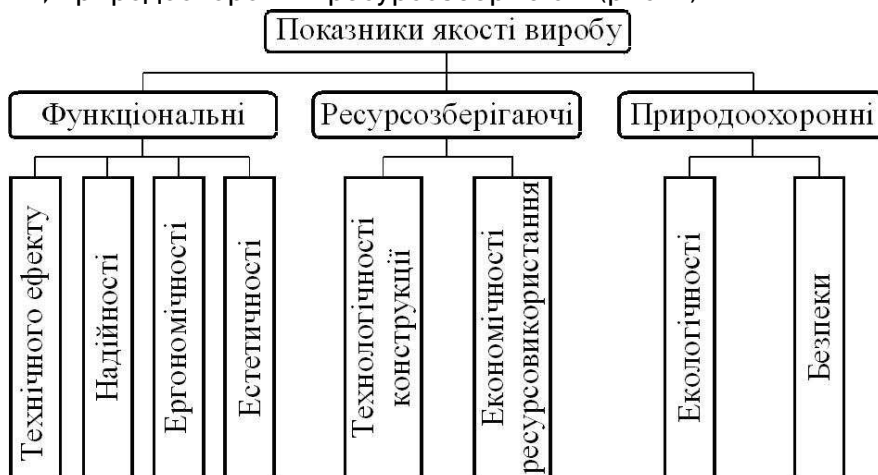 Показники якості виробу
Функціональні
Ресурсозберігаючі
Природоохоронні
Технічного ефекту
Надійності
Ергономічності
Естетичності
Технологічності
конструкції
Економічності
ресурсовикористання
Екологічності
Безпеки